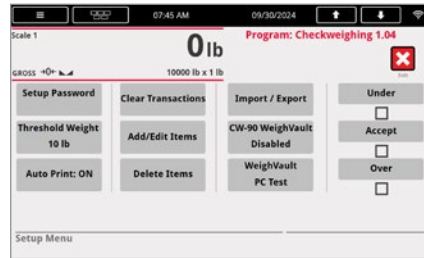 07:45 AM
09/30/2024
Scale 1
0 lb
Program: Checkweighing 1.04
GROSS →0←
10000 lb x 1 lb
Exit
Setup Password
Clear Transactions
Import / Export
Under
Threshold Weight
10 lb
Add/Edit Items
CW-90 WeighVault
Disabled
Accept
Auto Print: ON
Delete Items
WeighVault
PC Test
Over
Setup Menu